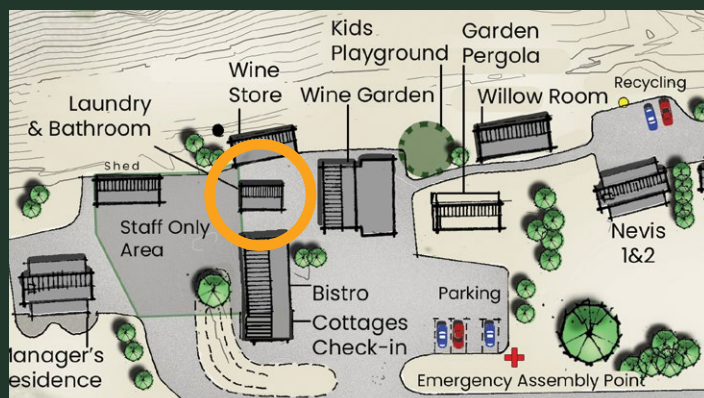 Kids
Playground
Garden
Pergola
Wine
Store
Wine Garden
Willow Room
Recycling
Laundry
& Bathroom
Shed
Staff Only
Area
Nevis
1&2
Bistro
Parking
Cottages
Check-in
Manager's
esidence
Emergency Assembly Point